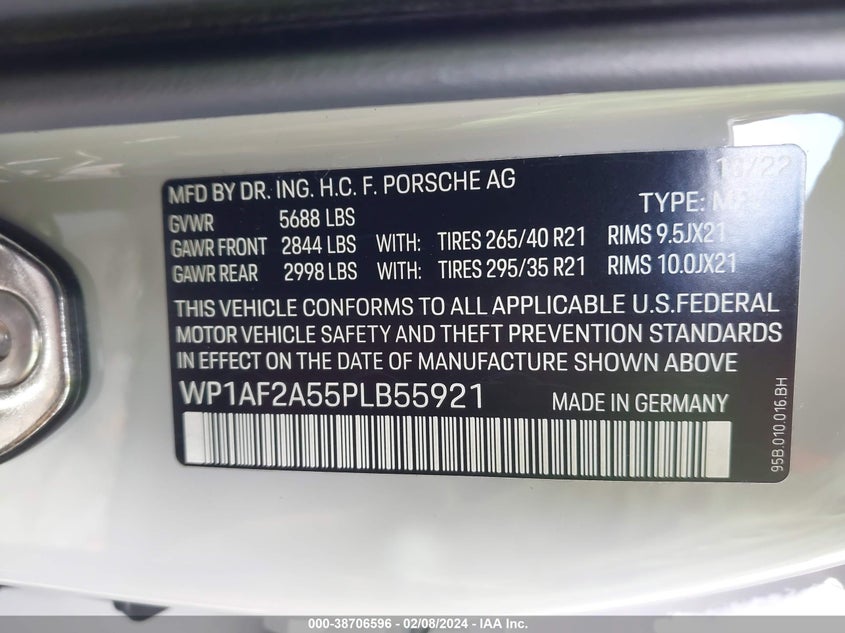 11/22
MFD BY DR. ING. H.C. F. PORSCHE AG
TYPE:
GVWR 5688 LBS
GAWR FRONT 2844 LBS WITH: TIRES 265/40 R21 RIMS 9.5JX21
GAWR REAR 2998 LBS WITH: TIRES 295/35 R21 RIMS 10.0JX21
THIS VEHICLE CONFORMS TO ALL APPLICABLE U.S.FEDERAL
MOTOR VEHICLE SAFETY AND THEFT PREVENTION STANDARDS
IN EFFECT ON THE DATE OF MANUFACTURE SHOWN ABOVE
WP1AF2A55PLB55921 MADE IN GERMANY
95B.010.016.BH
000-38706596 - 02/08/2024 - IAA Inc.